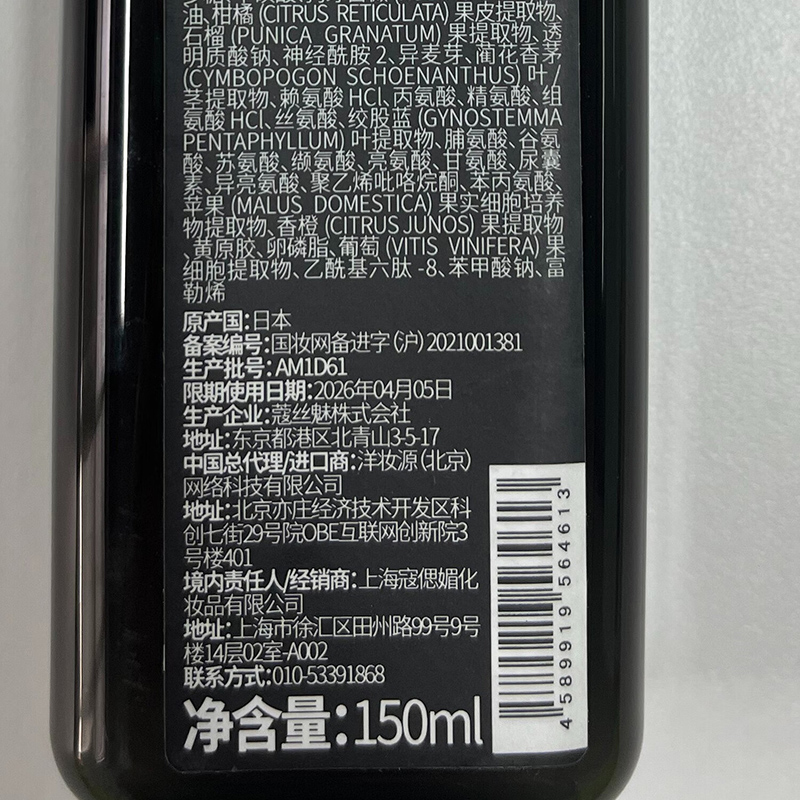 油、柑橘 (CITRUS RETICULATA) 果皮提取物、
石榴 (PUNICA GRANATUM) 果提取物、透
明质酸钠、神经酰胺 2、异麦芽、蔺花香茅
(CYMBOPOGON SCHOENANTHUS) 叶/
茎提取物、赖氨酸 HCl、丙氨酸、精氨酸、组
氨酸 HCl、丝氨酸、绞股蓝 (GYNOSTEMMA
PENTAPHYLLUM) 叶提取物、脯氨酸、谷氨
酸、苏氨酸、缬氨酸、亮氨酸、甘氨酸、尿囊
素、异亮氨酸、聚乙烯吡咯烷酮、苯丙氨酸、
苹果 (MALUS DOMESTICA) 果实细胞培养
物提取物、香橙 (CITRUS JUNOS) 果提取物
、黄原胶、卵磷脂、葡萄 (VITIS VINIFERA) 果
细胞提取物、乙酰基六肽 -8、苯甲酸钠、富
勒烯
原产国：日本
备案编号：国妆网备进字（沪）2021001381
生产批号：AM1D61
限期使用日期：2026年04月05日
生产企业：蔻丝魅株式会社
地址：东京都港区北青山3-5-17
中国总代理/进口商：洋妆源（北京）
网络科技有限公司
地址：北京亦庄经济技术开发区科
创七街29号院OBE互联网创新院3
号楼401
境内责任人/经销商：上海寇偲媚化
妆品有限公司
地址：上海市徐汇区田州路99号9号
楼14层02室-A002
联系方式：010-53391868
净含量：150ml
4 589919 564613